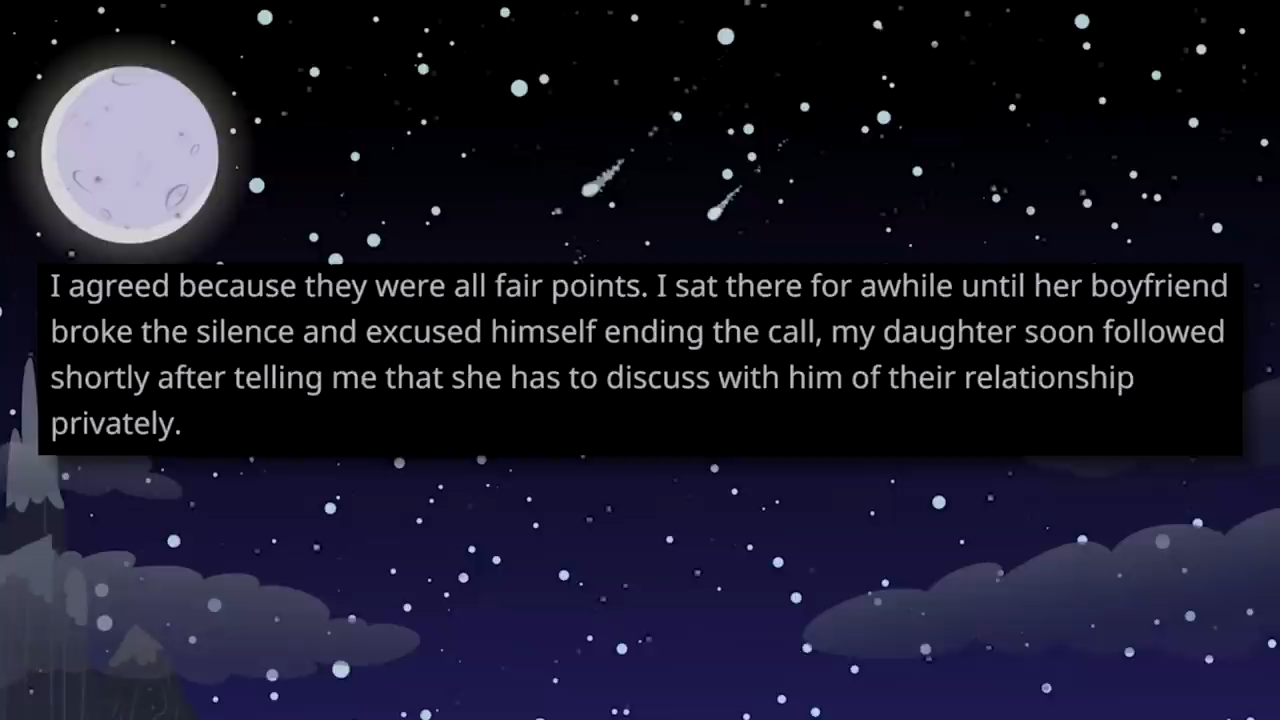 I agreed because they were all fair points. I sat there for awhile until her boyfriend
broke the silence and excused himself ending the call, my daughter soon followed
shortly after telling me that she has to discuss with him of their relationship
privately.